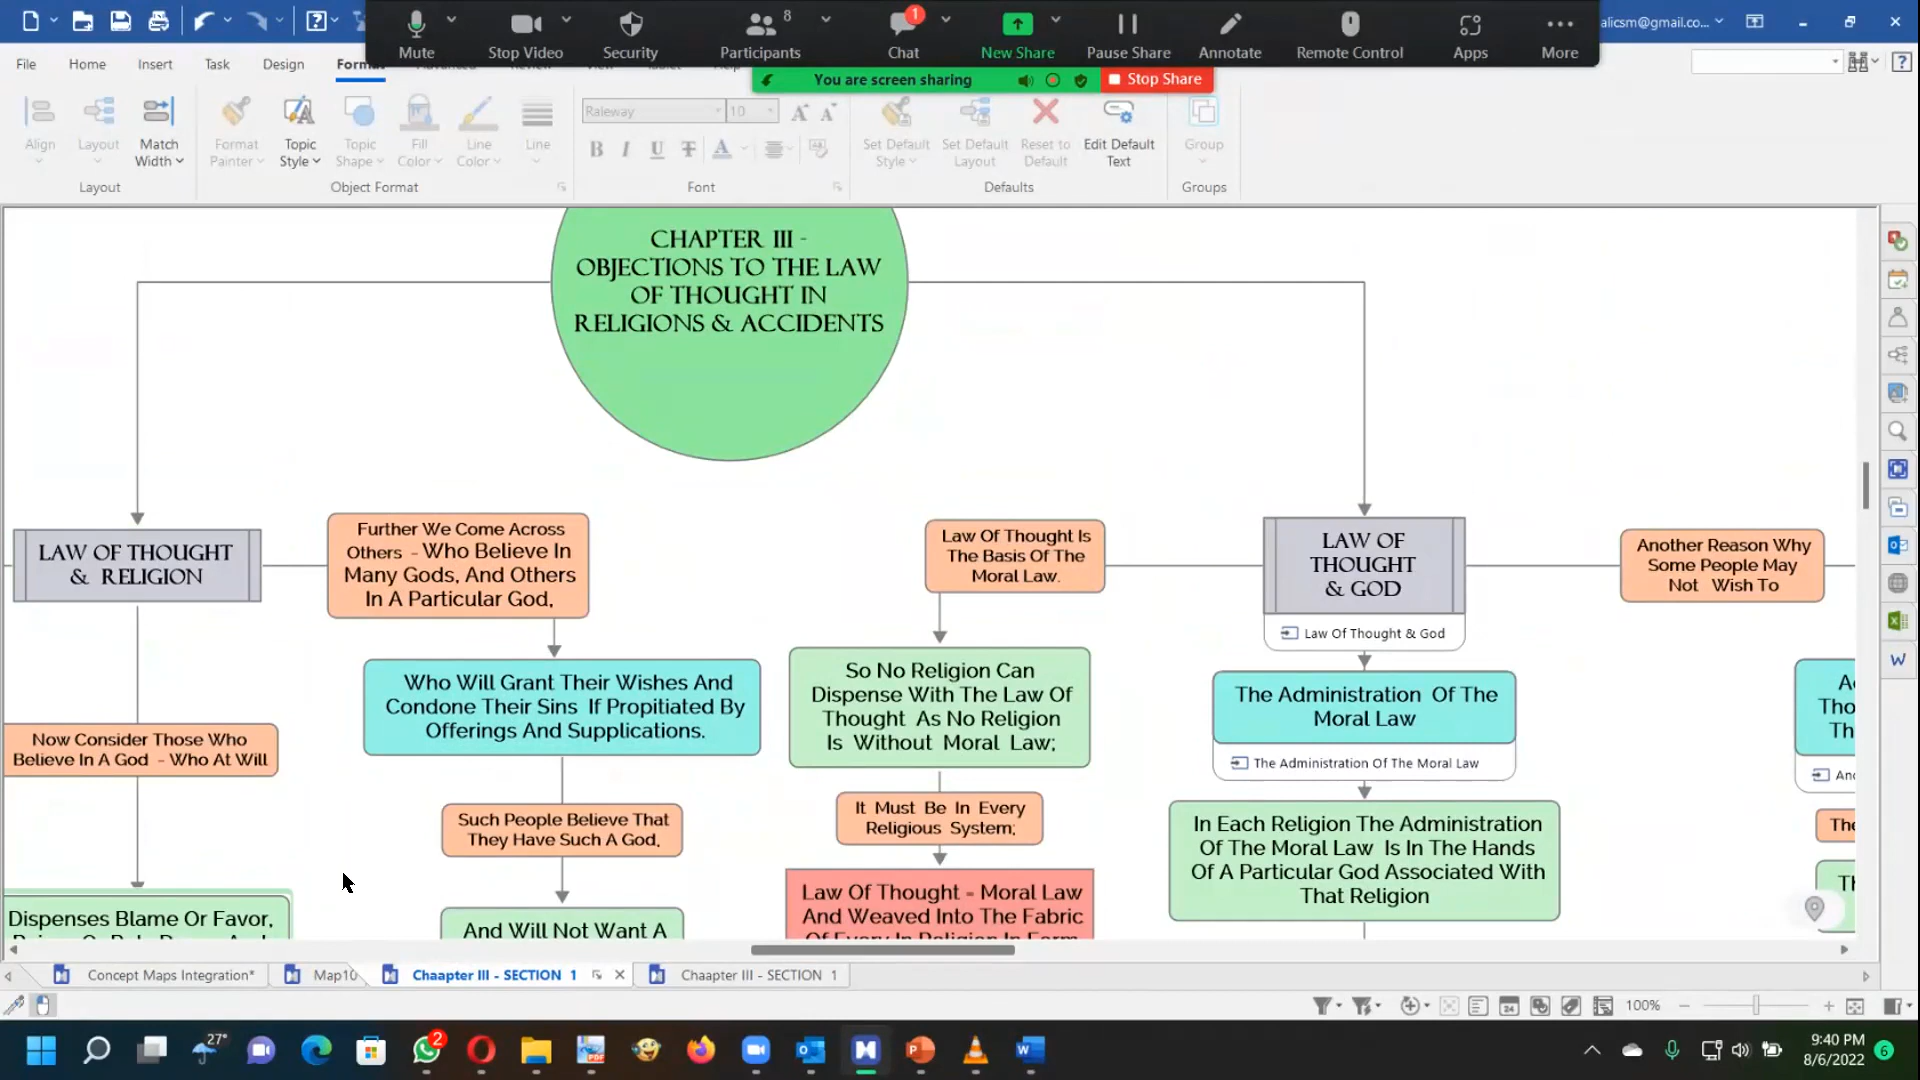 8
1
Mute
Stop Video
Security
Participants
Chat
New Share
Pause Share
Annotate
Remote Control
Apps
More
alicsm@gmail.co...
You are screen sharing
Stop Share
File
Home
Insert
Task
Design
Format
Align
Layout
Match
Width
Format
Painter
Topic
Style
Topic
Shape
Fill
Color
Line
Color
Line
Raleway
10
B I U
Set Default
Style
Set Default
Layout
Reset to
Default
Edit Default
Text
Group
Layout
Object Format
Font
Defaults
Groups
CHAPTER III -
OBJECTIONS TO THE LAW
OF THOUGHT IN
RELIGIONS & ACCIDENTS
LAW OF THOUGHT
& RELIGION
Further We Come Across
Others - Who Believe In
Many Gods, And Others
In A Particular God,
Law Of Thought Is
The Basis Of The
Moral Law.
LAW OF
THOUGHT
& GOD
Law Of Thought & God
Another Reason Why
Some People May
Not Wish To
Who Will Grant Their Wishes And
Condone Their Sins If Propitiated By
Offerings And Supplications.
So No Religion Can
Dispense With The Law Of
Thought As No Religion
Is Without Moral Law;
The Administration Of The
Moral Law
The Administration Of The Moral Law
Now Consider Those Who
Believe In A God - Who At Will
Such People Believe That
They Have Such A God,
It Must Be In Every
Religious System;
In Each Religion The Administration
Of The Moral Law Is In The Hands
Of A Particular God Associated With
That Religion
Dispenses Blame Or Favor,
And Will Not Want A
Law Of Thought = Moral Law
And Weaved Into The Fabric
Of Every In Religion In Form
Tho
Th
The
Concept Maps Integration*
Map10
Chaapter III - SECTION 1
Chaapter III - SECTION 1
100%
27°
2
9:40 PM
8/6/2022
6